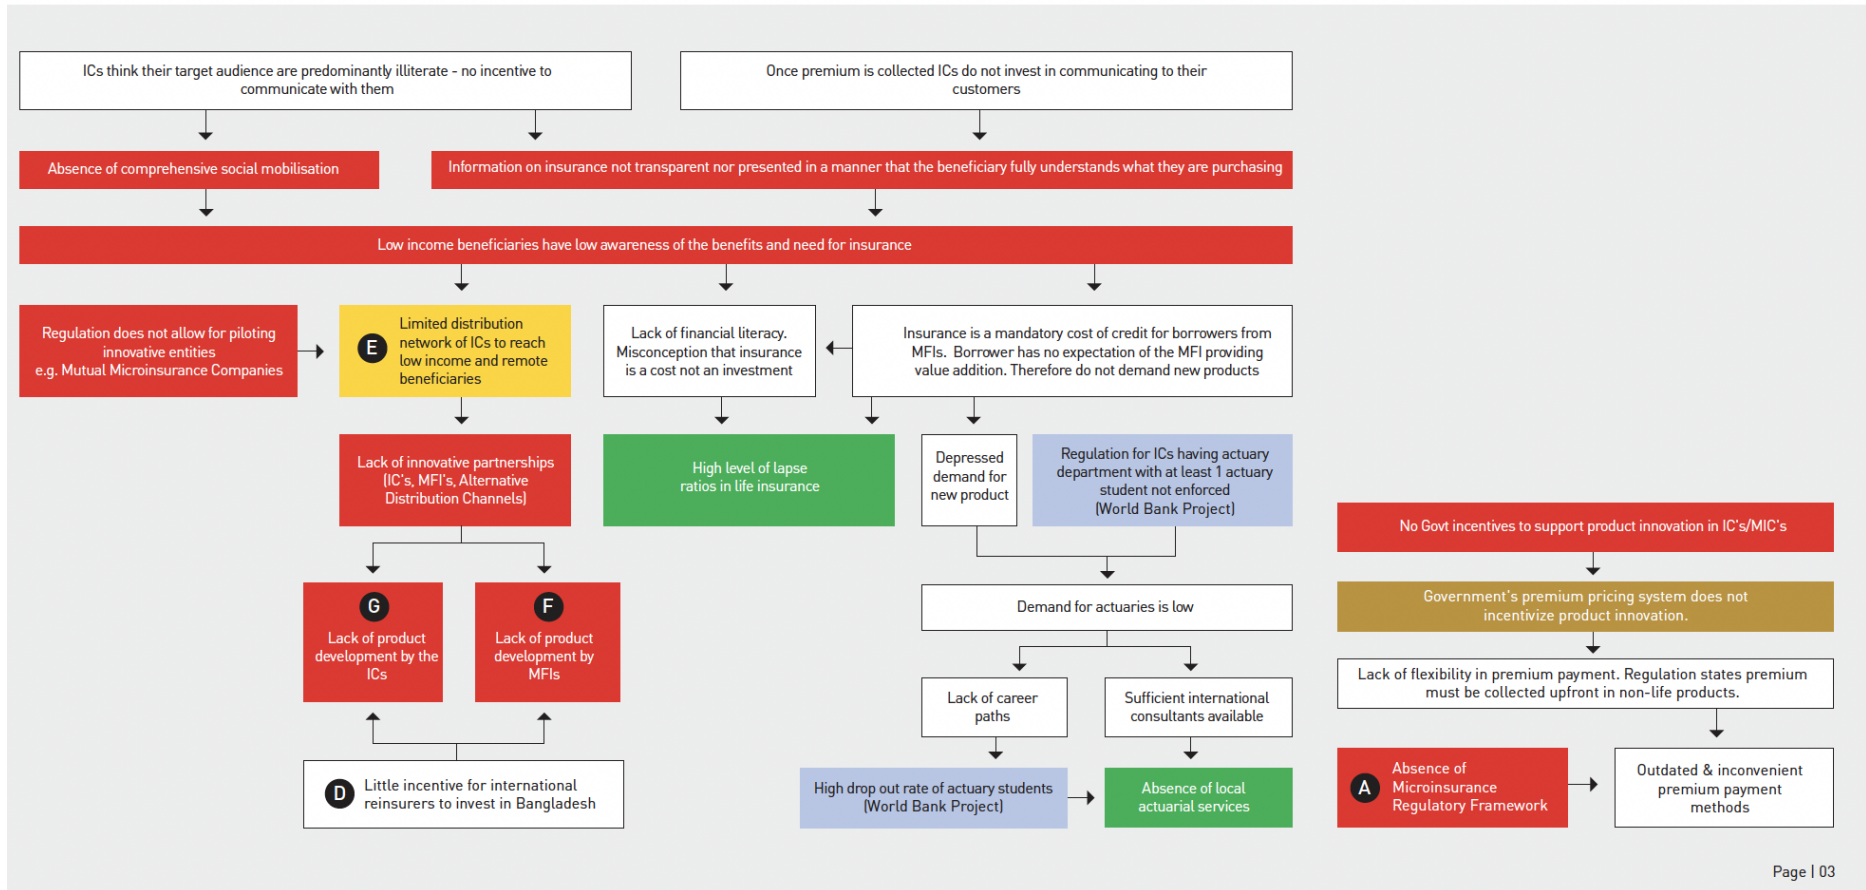 ICs think their target audience are predominantly illiterate - no incentive to
communicate with them
Once premium is collected ICs do not invest in communicating to their
customers
Absence of comprehensive social mobilisation
Information on insurance not transparent nor presented in a manner that the beneficiary fully understands what they are purchasing
Low income beneficiaries have low awareness of the benefits and need for insurance
Regulation does not allow for piloting
innovative entities
e.g. Mutual Microinsurance Companies
E
Limited distribution
network of ICs to reach
low income and remote
beneficiaries
Lack of financial literacy.
Misconception that insurance
is a cost not an investment
Insurance is a mandatory cost of credit for borrowers from
MFIs. Borrower has no expectation of the MFI providing
value addition. Therefore do not demand new products
Lack of innovative partnerships
(IC's, MFI's, Alternative
Distribution Channels)
High level of lapse
ratios in life insurance
Depressed
demand for
new product
Regulation for ICs having actuary
department with at least 1 actuary
student not enforced
(World Bank Project)
No Govt incentives to support product innovation in IC's/MIC's
G
Lack of product
development by the
ICs
F
Lack of product
development by
MFIs
Demand for actuaries is low
Government's premium pricing system does not
incentivize product innovation.
Lack of career
paths
Sufficient international
consultants available
Lack of flexibility in premium payment. Regulation states premium
must be collected upfront in non-life products.
D
Little incentive for international
reinsurers to invest in Bangladesh
High drop out rate of actuary students
(World Bank Project)
Absence of local
actuarial services
A
Absence of
Microinsurance
Regulatory Framework
Outdated & inconvenient
premium payment
methods
Page | 03